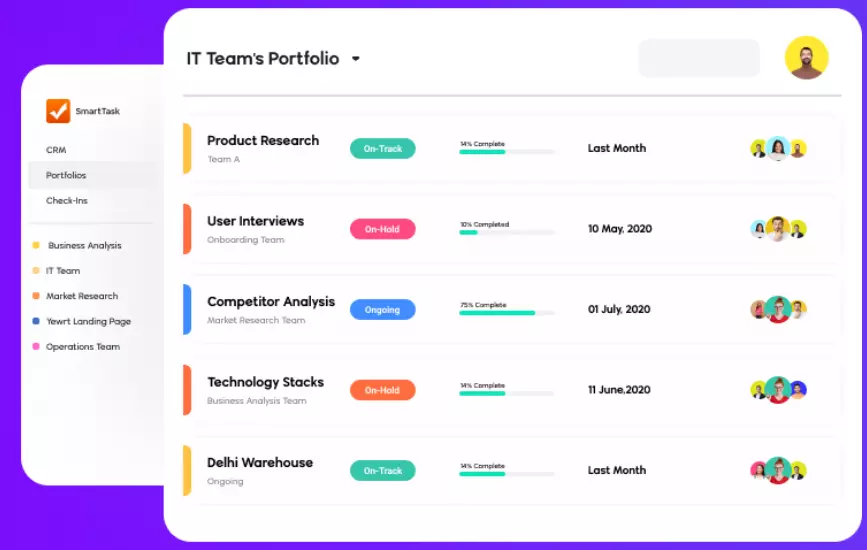 IT Team's Portfolio
SmartTask
CRM
Portfolios
Check-Ins
Business Analysis
IT Team
Market Research
Yewrt Landing Page
Operations Team
Product Research
Team A
On-Track
14% Complete
Last Month
User Interviews
Onboarding Team
On-Hold
10% Completed
10 May, 2020
Competitor Analysis
Market Research Team
Ongoing
75% Complete
01 July, 2020
Technology Stacks
Business Analysis Team
On-Hold
14% Complete
11 June,2020
Delhi Warehouse
Ongoing
On-Track
14% Complete
Last Month